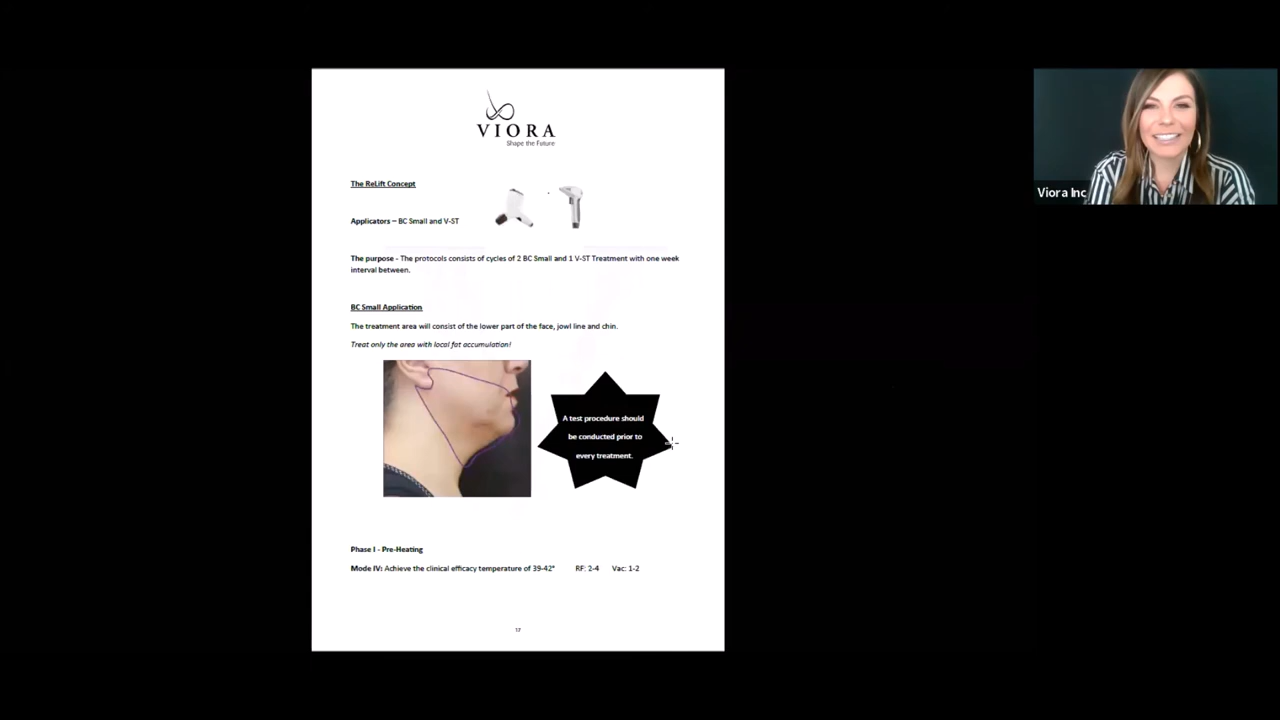 VIORA
Shape the Future
The ReLift Concept
Applicators – BC Small and V-ST
The purpose - The protocols consists of cycles of 2 BC Small and 1 V-ST Treatment with one week
interval between.
BC Small Application
The treatment area will consist of the lower part of the face, jowl line and chin.
Treat only the area with local fat accumulation!
A test procedure should
be conducted prior to
every treatment.
Phase I - Pre-Heating
Mode IV: Achieve the clinical efficacy temperature of 39-42° RF: 2-4 Vac: 1-2
17
Viora Inc